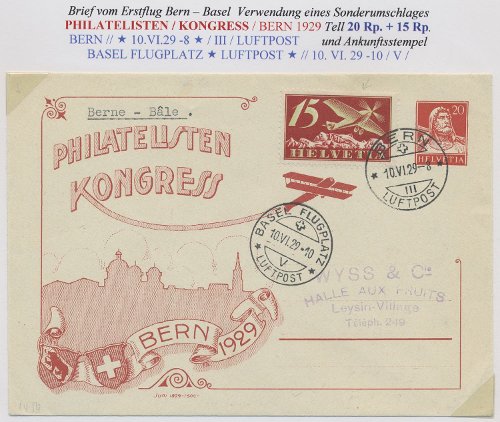 Brief vom Erstflug Bern – Basel Verwendung eines Sonderumschlages
PHILATELISTEN / KONGRESS / BERN 1929 Tell 20 Rp. + 15 Rp.
BERN // ★ 10.VI.29 -8 ★ / III / LUFTPOST und Ankunftsstempel
BASEL FLUGPLATZ ★ LUFTPOST ★ // 10. VI. 29 -10 / V /
Berne - Bâle.
PHILATELISTEN
KONGRESS
15
HELVETIA
20
HELVETIA
BERN
10.VI.29-8
III
LUFTPOST
BASEL FLUGPLATZ
10.VI.29-10
V
LUFTPOST
WYSS & Cie
HALLE AUX FRUITS
Leysin-Village
Téléph. 249
BERN
1929